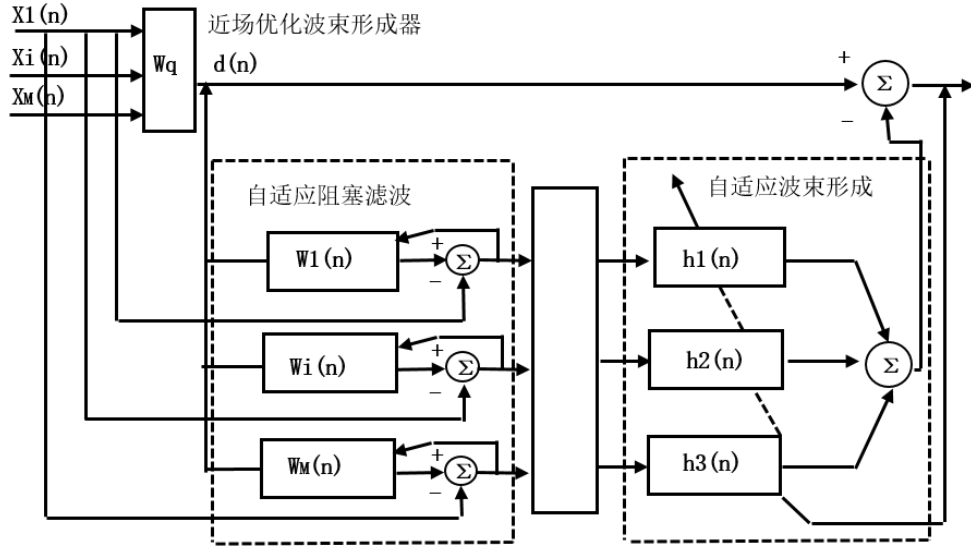 X1(n)
近场优化波束形成器
Xi(n)
Wq
d(n)
XM(n)
+
Σ
−
自适应阻塞滤波
自适应波束形成
W1(n)
+
Σ
−
h1(n)
Wi(n)
+
Σ
−
h2(n)
Σ
WM(n)
+
Σ
−
h3(n)